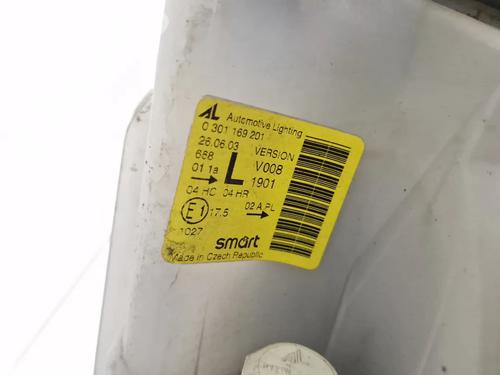 AL Automotive Lighting
0 301 169 201
26.06.03 VERSION
688 L V008
01 1a 1901
04 HC 04 HR
E1 17.5 02 A PL
1027
smart
Made in Czech Republic